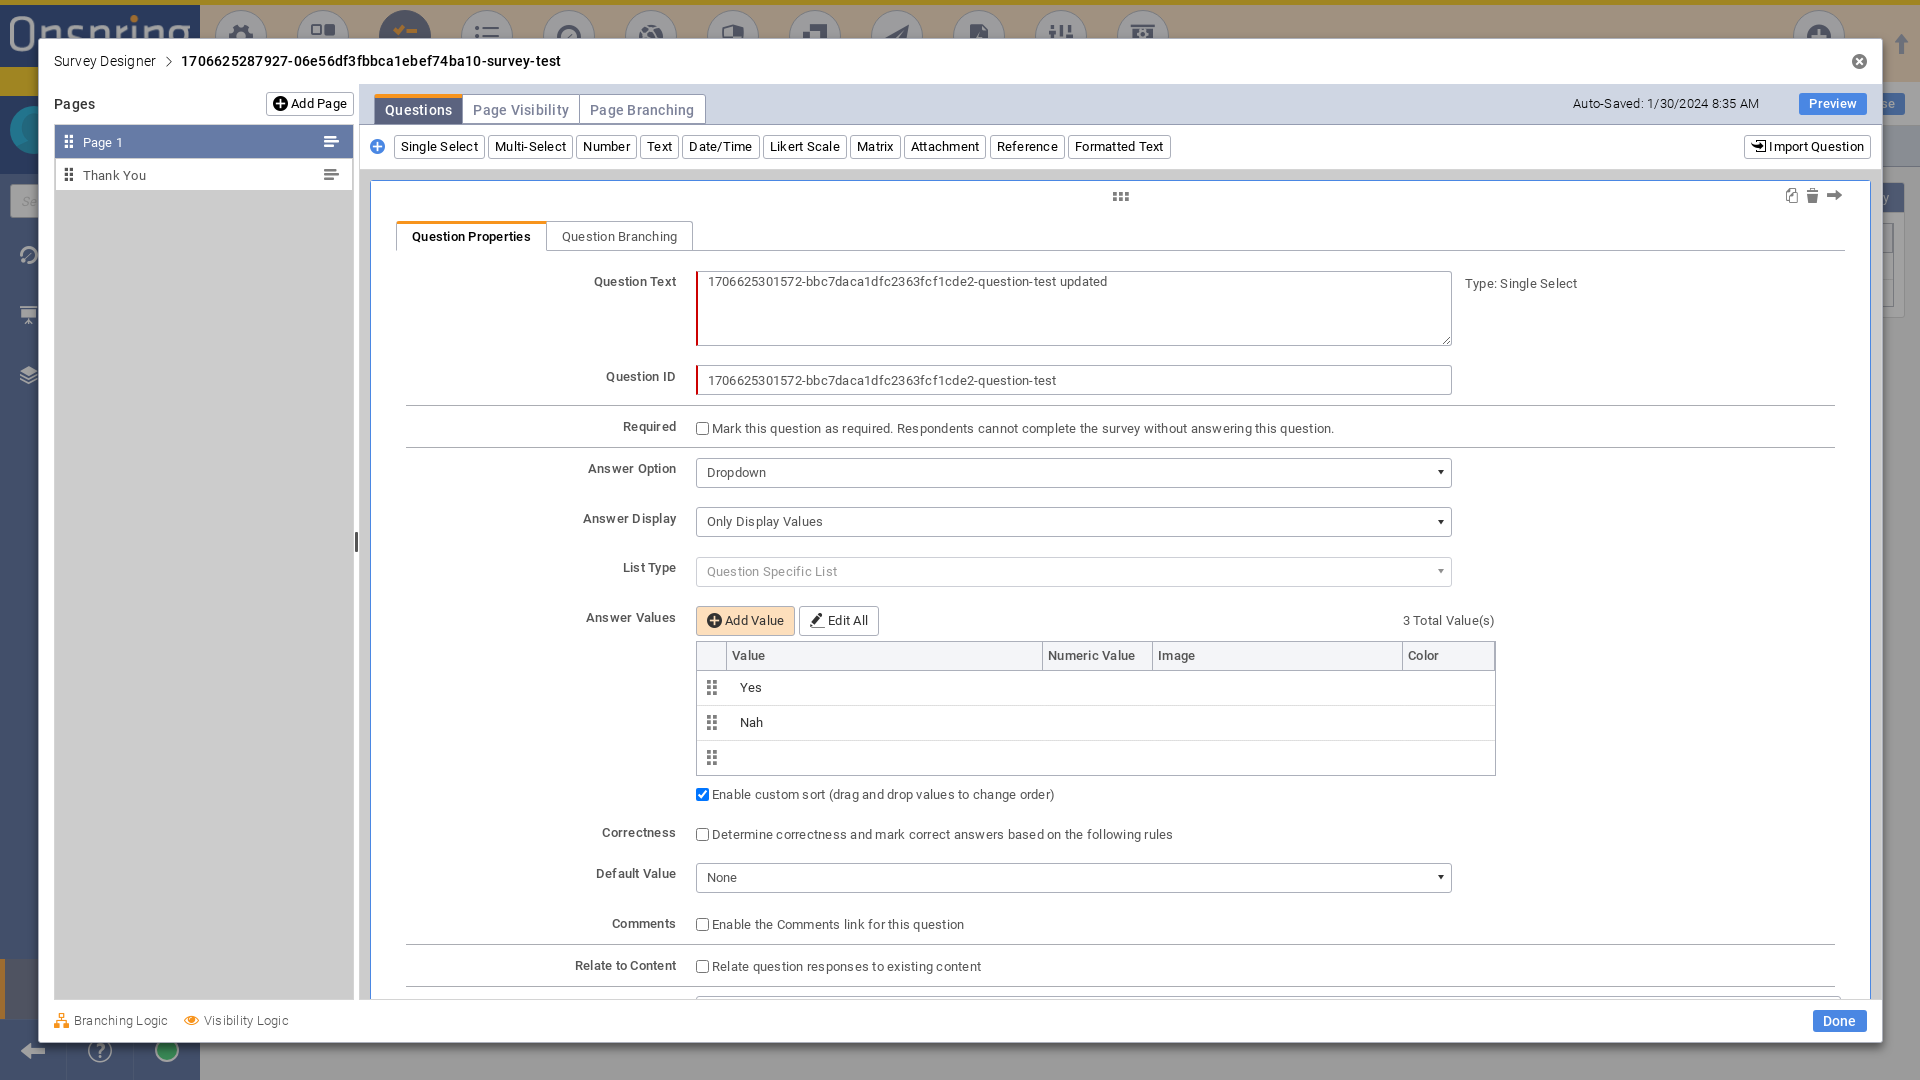 Onspring
Survey Designer > 1706625287927-06e56df3fbbca1ebef74ba10-survey-test
Pages
Add Page
Page 1
Thank You
Questions
Page Visibility
Page Branching
Auto-Saved: 1/30/2024 8:35 AM
Preview
Single Select
Multi-Select
Number
Text
Date/Time
Likert Scale
Matrix
Attachment
Reference
Formatted Text
Import Question
Question Properties
Question Branching
Question Text
1706625301572-bbc7daca1dfc2363fcf1cde2-question-test updated
Type: Single Select
Question ID
1706625301572-bbc7daca1dfc2363fcf1cde2-question-test
Required
Mark this question as required. Respondents cannot complete the survey without answering this question.
Answer Option
Dropdown
Answer Display
Only Display Values
List Type
Question Specific List
Answer Values
Add Value
Edit All
3 Total Value(s)
Value
Numeric Value
Image
Color
Yes
Nah
Enable custom sort (drag and drop values to change order)
Correctness
Determine correctness and mark correct answers based on the following rules
Default Value
None
Comments
Enable the Comments link for this question
Relate to Content
Relate question responses to existing content
Branching Logic
Visibility Logic
Done